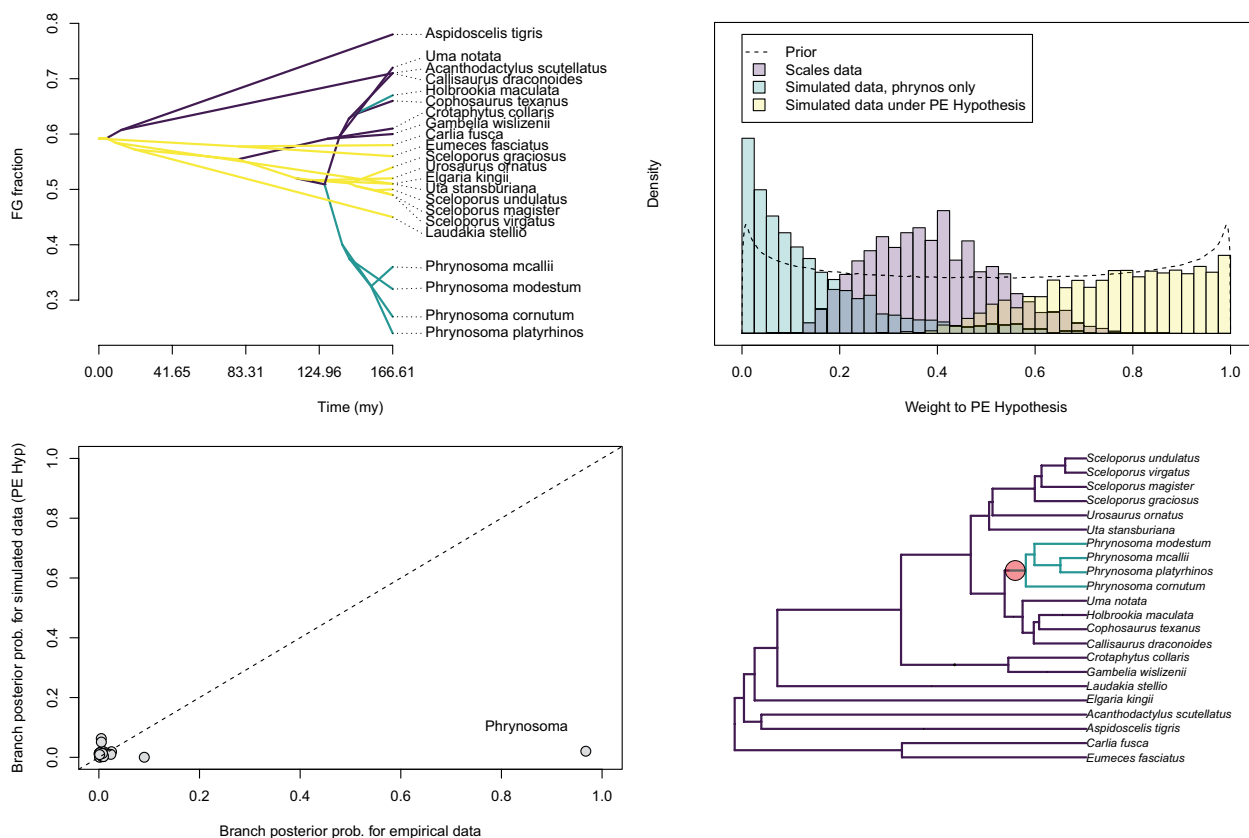 0.8
0.7
0.6
0.5
0.4
0.3
FG fraction
Aspidoscelis tigris
Uma notata
Acanthodactylus scutellatus
Callisaurus draconoides
Holbrookia maculata
Cophosaurus texanus
Crotaphytus collaris
Gambelia wislizenii
Carlia fusca
Eumeces fasciatus
Sceloporus graciosus
Urosaurus ornatus
Elgaria kingii
Uta stansburiana
Sceloporus undulatus
Sceloporus magister
Sceloporus virgatus
Laudakia stellio
Phrynosoma mcallii
Phrynosoma modestum
Phrynosoma cornutum
Phrynosoma platyrhinos
0.00 41.65 83.31 124.96 166.61
Time (my)
Prior
Scales data
Simulated data, phrynos only
Simulated data under PE Hypothesis
Density
0.0 0.2 0.4 0.6 0.8 1.0
Weight to PE Hypothesis
Branch posterior prob. for simulated data (PE Hyp)
1.0
0.8
0.6
0.4
0.2
0.0
Phrynosoma
0.0 0.2 0.4 0.6 0.8 1.0
Branch posterior prob. for empirical data
Sceloporus undulatus
Sceloporus virgatus
Sceloporus magister
Sceloporus graciosus
Urosaurus ornatus
Uta stansburiana
Phrynosoma modestum
Phrynosoma mcallii
Phrynosoma platyrhinos
Phrynosoma cornutum
Uma notata
Holbrookia maculata
Cophosaurus texanus
Callisaurus draconoides
Crotaphytus collaris
Gambelia wislizenii
Laudakia stellio
Elgaria kingii
Acanthodactylus scutellatus
Aspidoscelis tigris
Carlia fusca
Eumeces fasciatus